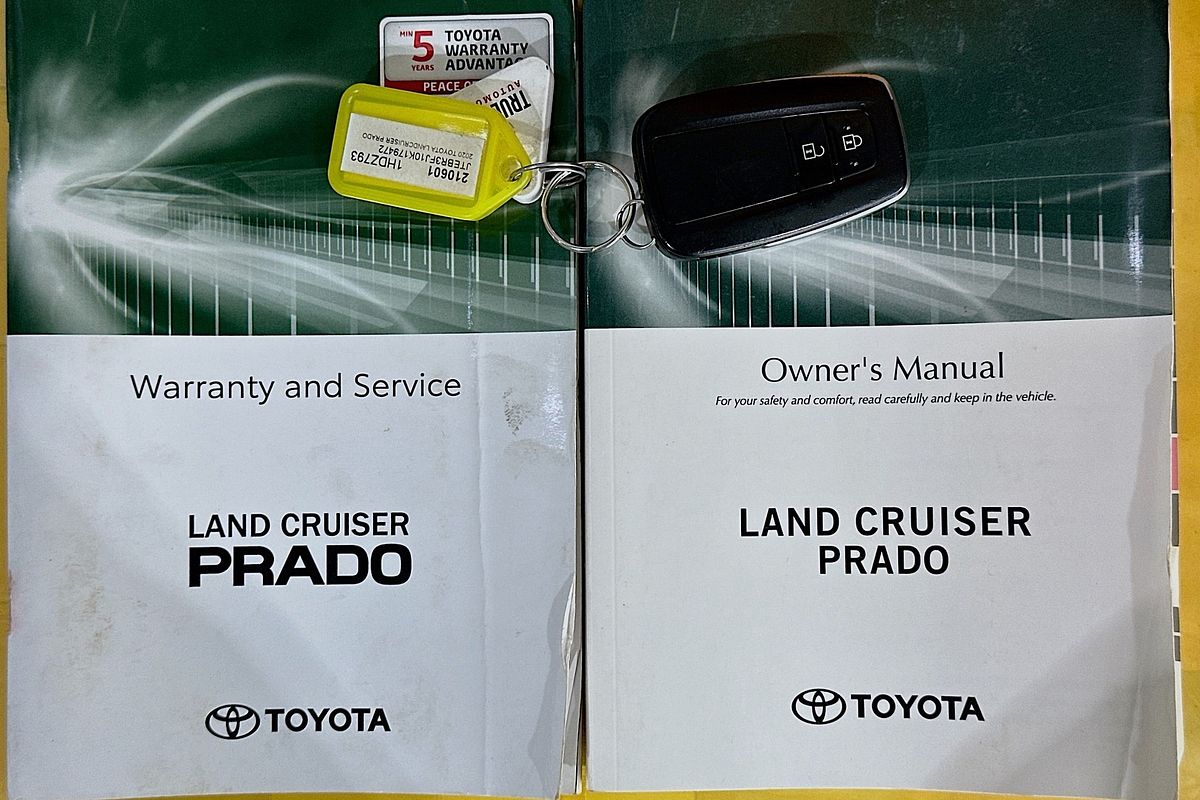 MIN
5
YEARS
TOYOTA
WARRANTY
PEACE
210601
1HDZ793
JTEBR3FJ10K179472
2020 TOYOTA LANDCRUISER PRADO
Warranty and Service
LAND CRUISER
PRADO
TOYOTA
Owner's Manual
For your safety and comfort, read carefully and keep in the vehicle.
LAND CRUISER
PRADO
TOYOTA